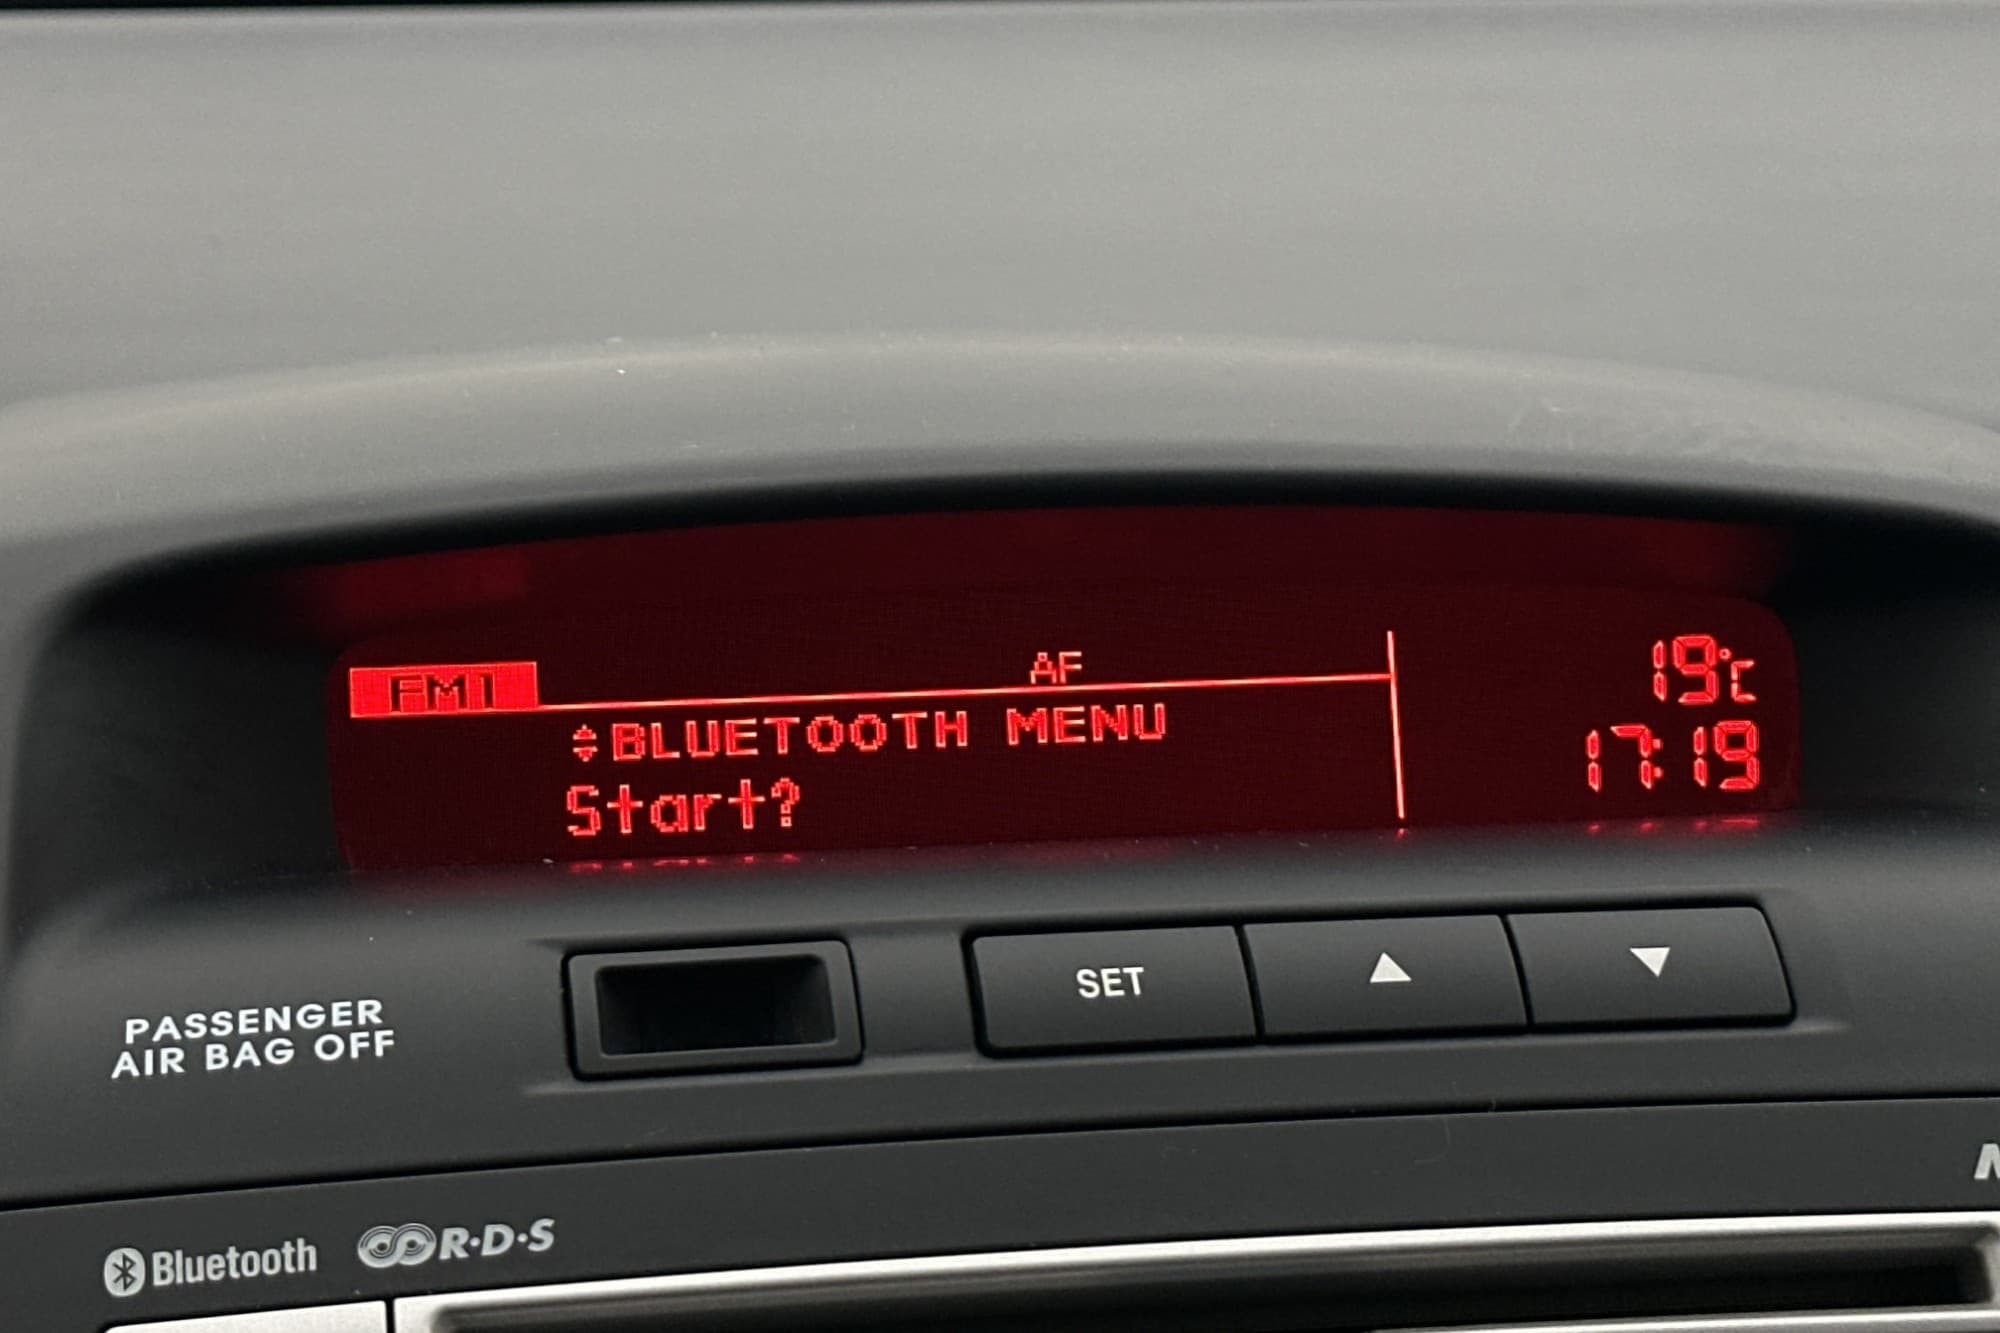 FM1
AF
19°C
BLUETOOTH MENU
17:19
Start?
SET ▲ ▼
PASSENGER
AIR BAG OFF
Bluetooth R·D·S